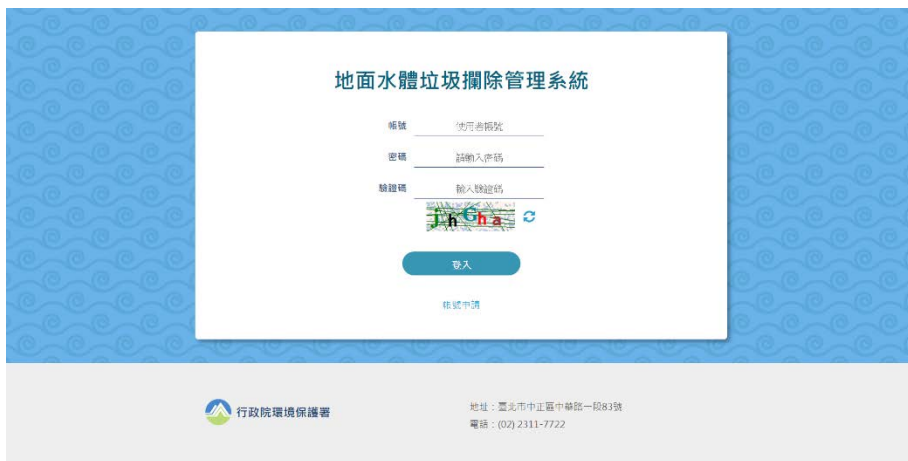 地面水體垃圾攔除管理系統
帳號 使用者帳號
密碼 請輸入密碼
驗證碼 輸入驗證碼
jhGha
登入
帳號申請
行政院環境保護署
地址：臺北市中正區中華路一段83號
電話：(02) 2311-7722